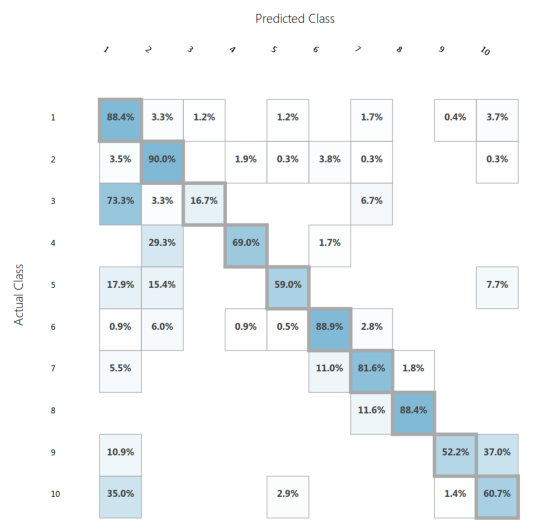 Predicted Class
1 2 3 4 5 6 7 8 9 10
1 88.4% 3.3% 1.2% 1.2% 1.7% 0.4% 3.7%
2 3.5% 90.0% 1.9% 0.3% 3.8% 0.3% 0.3%
3 73.3% 3.3% 16.7% 6.7%
4 29.3% 69.0% 1.7%
Actual Class
5 17.9% 15.4% 59.0% 7.7%
6 0.9% 6.0% 0.9% 0.5% 88.9% 2.8%
7 5.5% 11.0% 81.6% 1.8%
8 11.6% 88.4%
9 10.9% 52.2% 37.0%
10 35.0% 2.9% 1.4% 60.7%